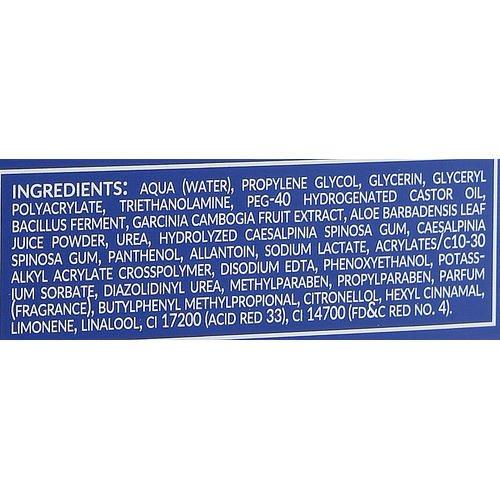 INGREDIENTS: AQUA (WATER), PROPYLENE GLYCOL, GLYCERIN, GLYCERYL
POLYACRYLATE, TRIETHANOLAMINE, PEG-40 HYDROGENATED CASTOR OIL,
BACILLUS FERMENT, GARCINIA CAMBOGIA FRUIT EXTRACT, ALOE BARBADENSIS LEAF
JUICE POWDER, UREA, HYDROLYZED CAESALPINIA SPINOSA GUM, CAESALPINIA
SPINOSA GUM, PANTHENOL, ALLANTOIN, SODIUM LACTATE, ACRYLATES/C10-30
ALKYL ACRYLATE CROSSPOLYMER, DISODIUM EDTA, PHENOXYETHANOL, POTASS-
IUM SORBATE, DIAZOLIDINYL UREA, METHYLPARABEN, PROPYLPARABEN, PARFUM
(FRAGRANCE), BUTYLPHENYL METHYLPROPIONAL, CITRONELLOL, HEXYL CINNAMAL,
LIMONENE, LINALOOL, CI 17200 (ACID RED 33), CI 14700 (FD&C RED NO. 4).